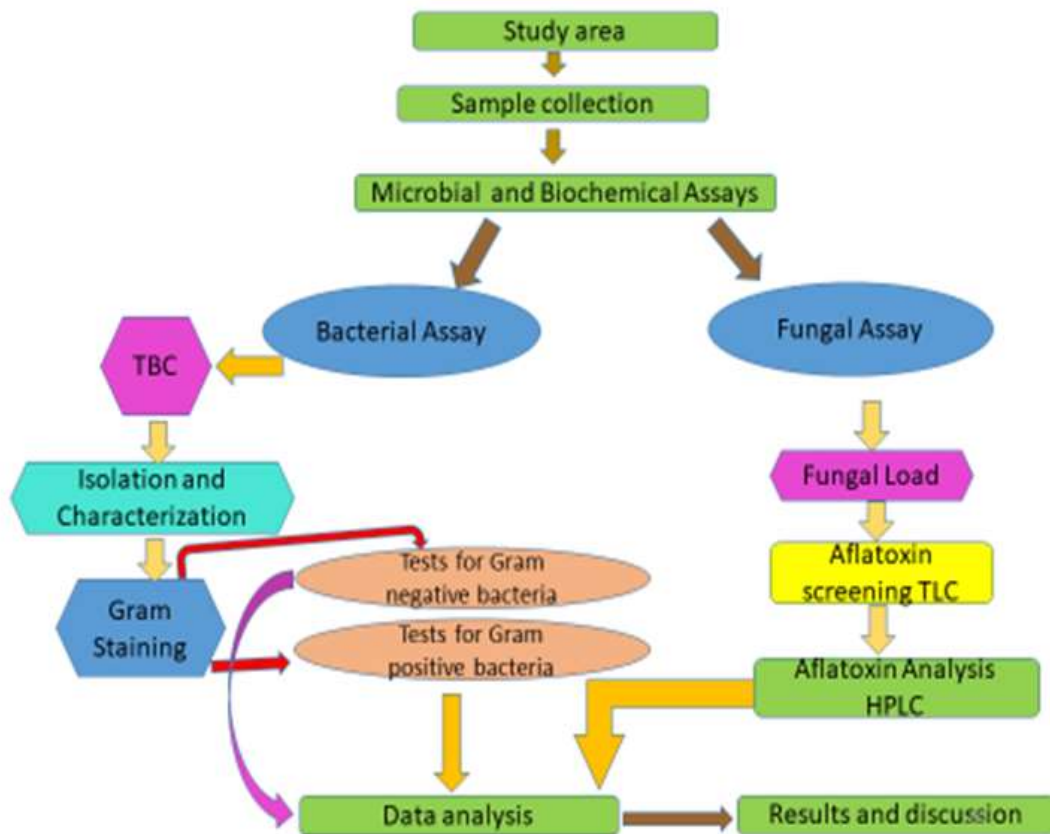 Study area
Sample collection
Microbial and Biochemical Assays
Bacterial Assay
Fungal Assay
TBC
Isolation and
Characterization
Fungal Load
Gram
Staining
Tests for Gram
negative bacteria
Tests for Gram
positive bacteria
Aflatoxin
screening TLC
Aflatoxin Analysis
HPLC
Data analysis
Results and discussion